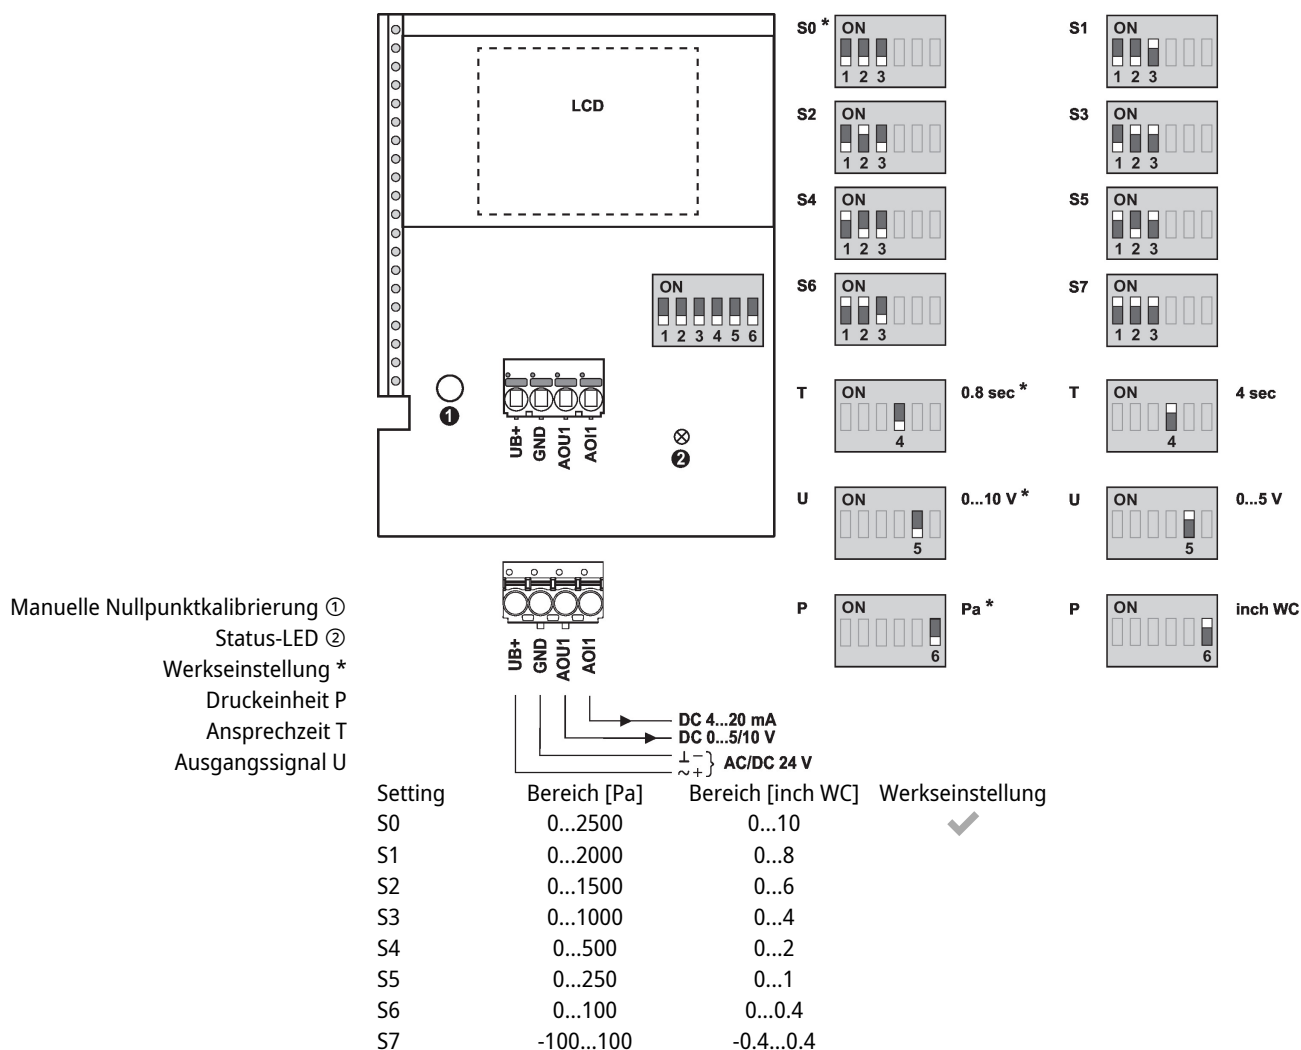 LCD
ON
1 2 3 4 5 6
❶
UB+
GND
AOU1
AOI1
❷
S0 *
ON
1 2 3
S1
ON
1 2 3
S2
ON
1 2 3
S3
ON
1 2 3
S4
ON
1 2 3
S5
ON
1 2 3
S6
ON
1 2 3
S7
ON
1 2 3
T
ON
4
0.8 sec *
T
ON
4
4 sec
U
ON
5
0...10 V *
U
ON
5
0...5 V
P
ON
6
Pa *
P
ON
6
inch WC
Manuelle Nullpunktkalibrierung ①
Status-LED ②
Werkseinstellung *
Druckeinheit P
Ansprechzeit T
Ausgangssignal U
UB+
GND
AOU1
AOI1
DC 4...20 mA
DC 0...5/10 V
⊥ −
~ +
AC/DC 24 V
Setting Bereich [Pa] Bereich [inch WC] Werkseinstellung
S0 0...2500 0...10 ✔
S1 0...2000 0...8
S2 0...1500 0...6
S3 0...1000 0...4
S4 0...500 0...2
S5 0...250 0...1
S6 0...100 0...0.4
S7 -100...100 -0.4...0.4